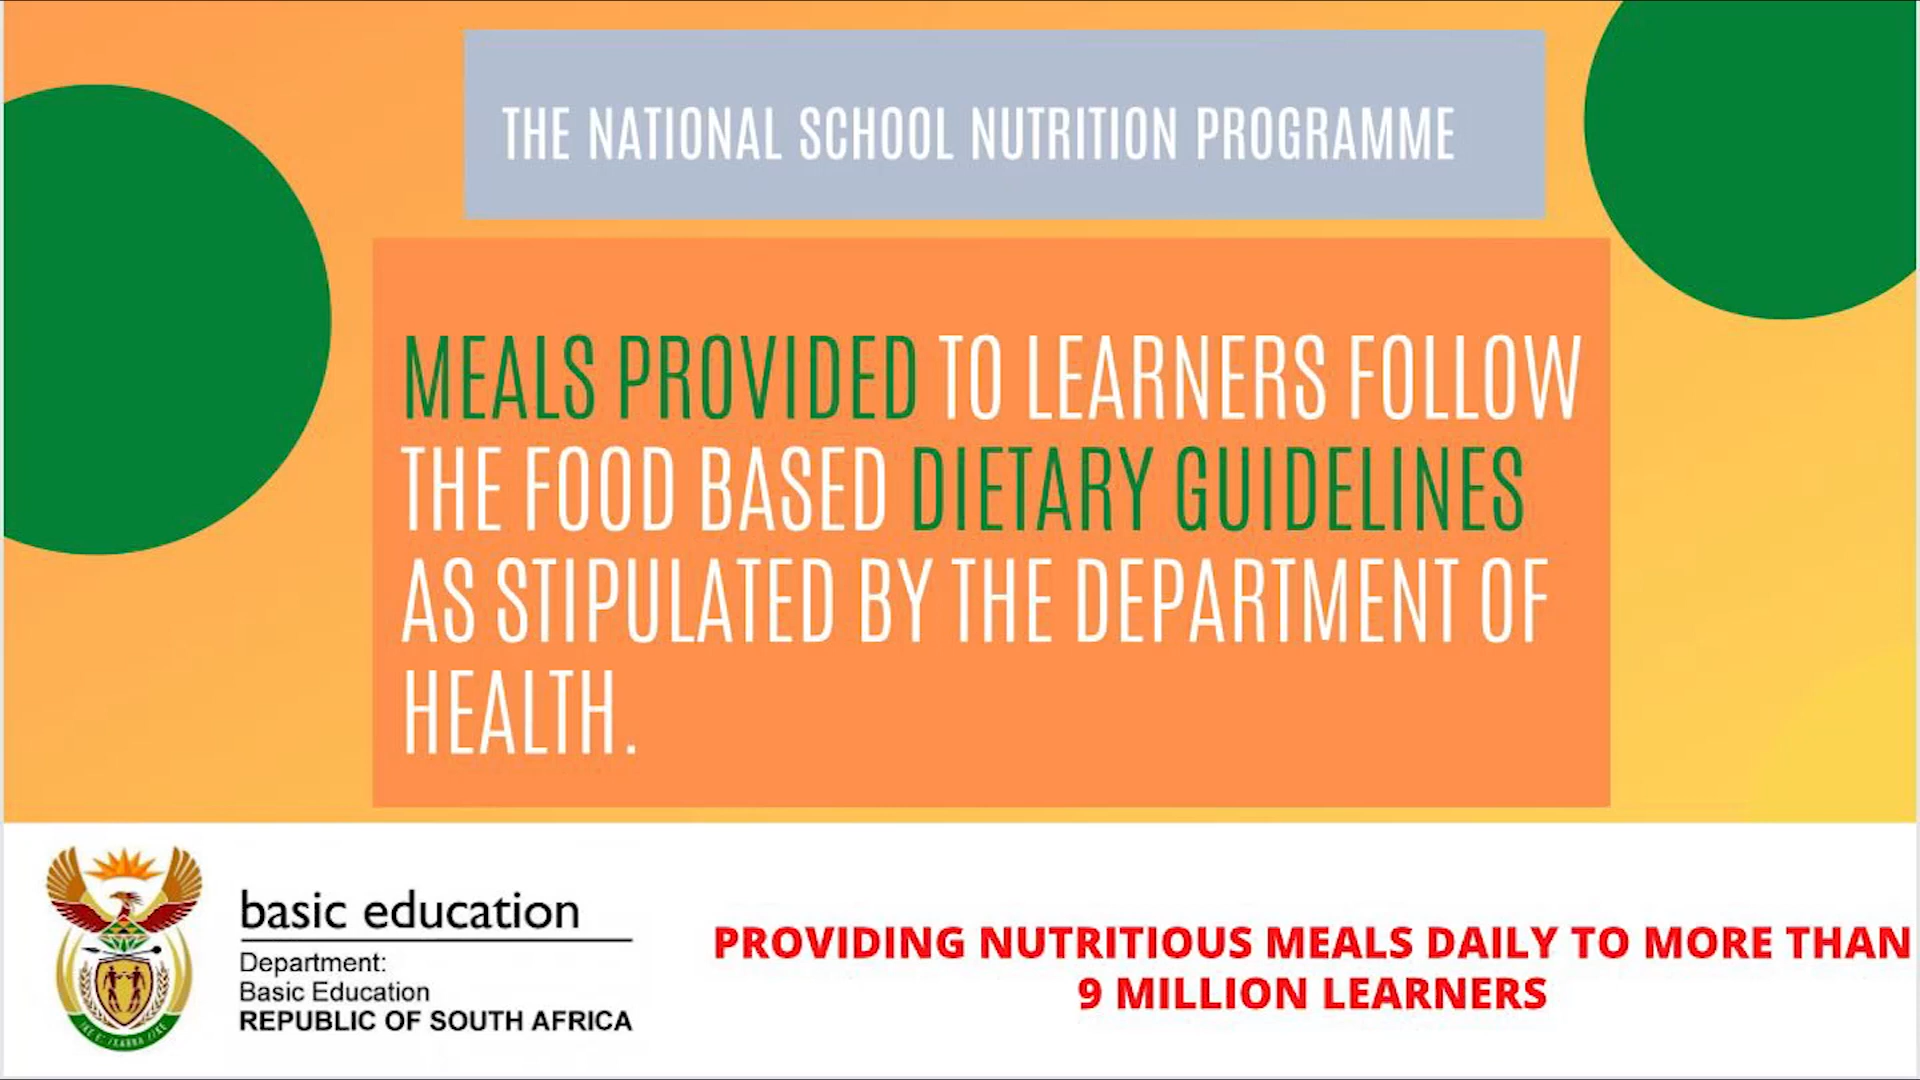 THE NATIONAL SCHOOL NUTRITION PROGRAMME
MEALS PROVIDED TO LEARNERS FOLLOW
THE FOOD BASED DIETARY GUIDELINES
AS STIPULATED BY THE DEPARTMENT OF
HEALTH.
basic education
Department:
Basic Education
REPUBLIC OF SOUTH AFRICA
PROVIDING NUTRITIOUS MEALS DAILY TO MORE THAN
9 MILLION LEARNERS